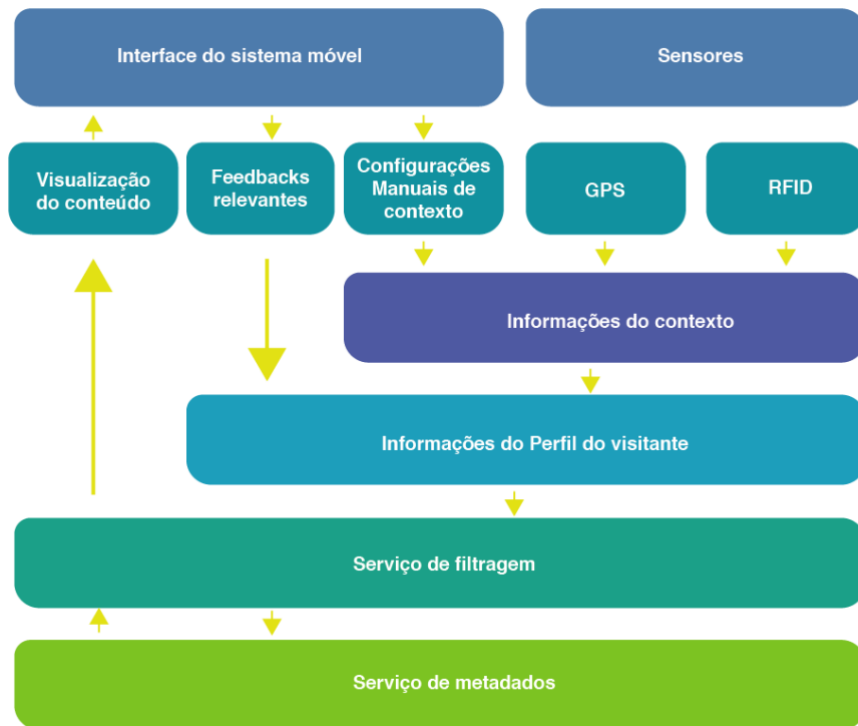 Interface do sistema móvel
Sensores
Visualização
do conteúdo
Feedbacks
relevantes
Configurações
Manuais de
contexto
GPS
RFID
Informações do contexto
Informações do Perfil do visitante
Serviço de filtragem
Serviço de metadados